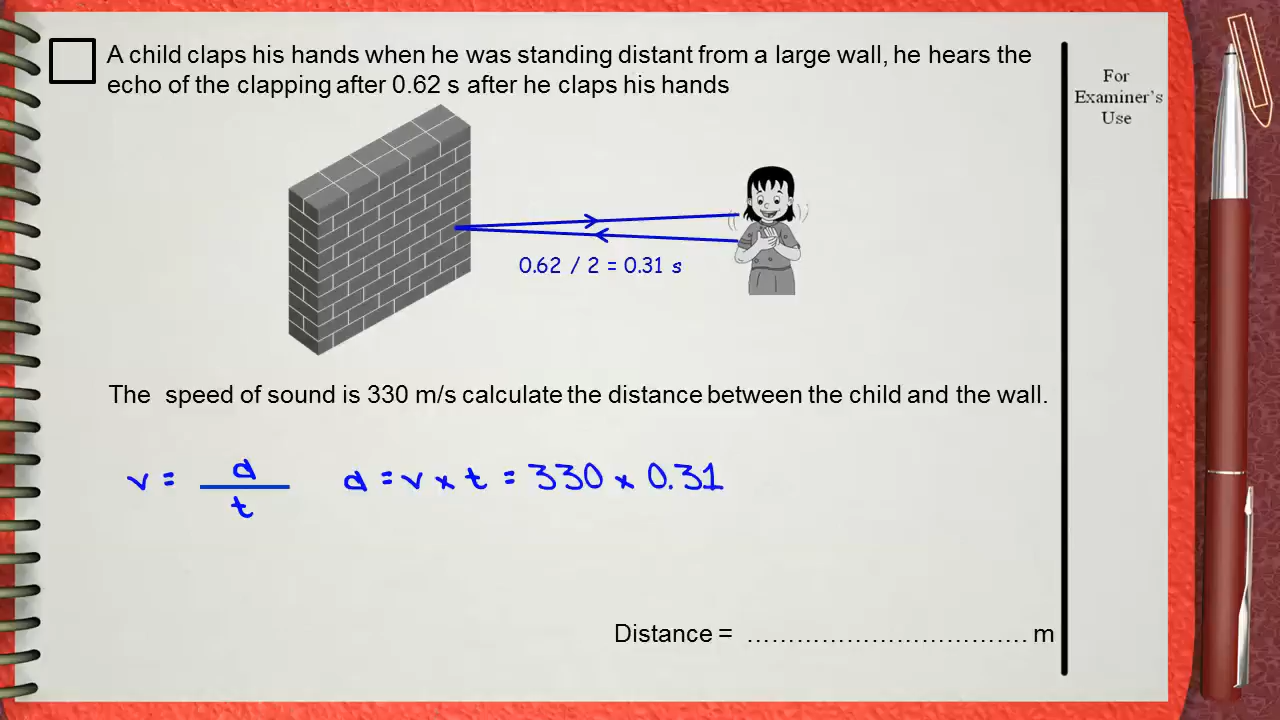 A child claps his hands when he was standing distant from a large wall, he hears the
echo of the clapping after 0.62 s after he claps his hands
For
Examiner's
Use
0.62 / 2 = 0.31 s
The speed of sound is 330 m/s calculate the distance between the child and the wall.
v = d / t d = v x t = 330 x 0.31
Distance = ................................. m